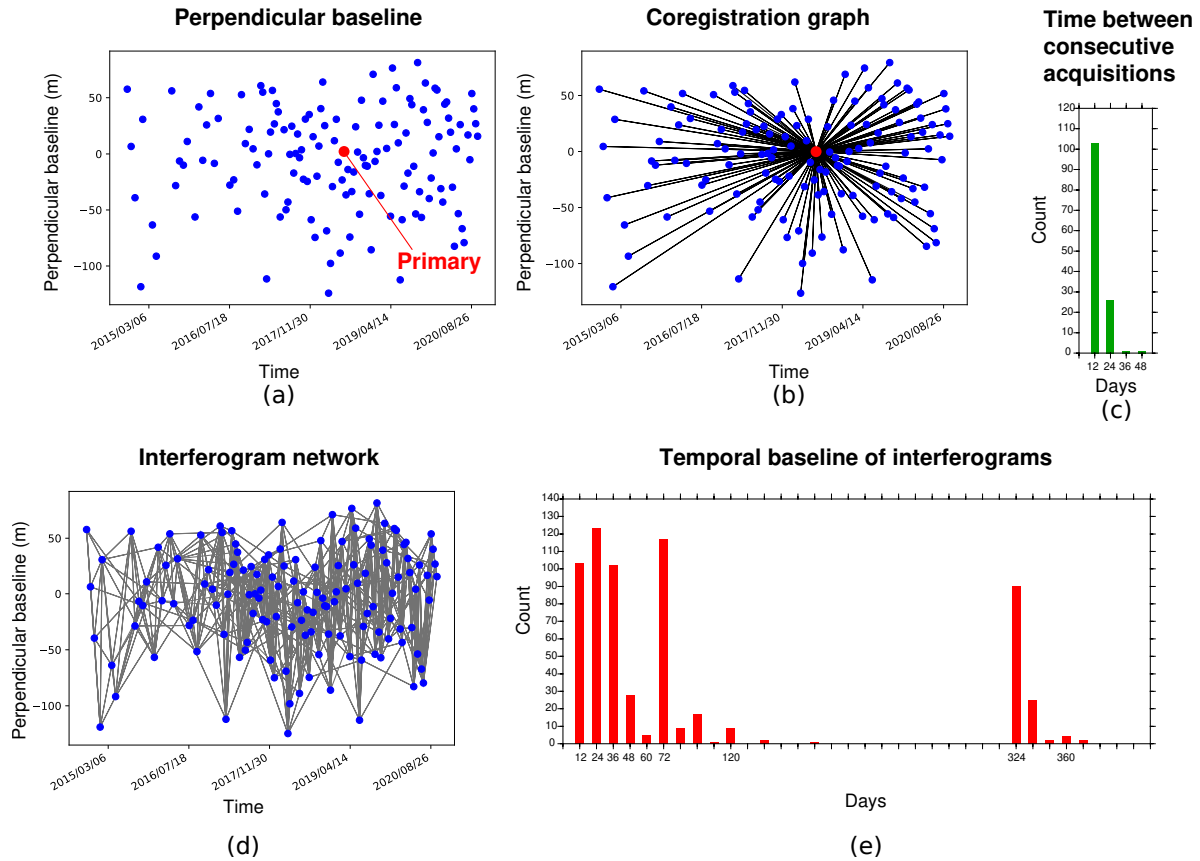 Perpendicular baseline
Perpendicular baseline (m)
50
0
−50
−100
Primary
2015/03/06
2016/07/18
2017/11/30
2019/04/14
2020/08/26
Time
(a)
Coregistration graph
Perpendicular baseline (m)
50
0
−50
−100
2015/03/06
2016/07/18
2017/11/30
2019/04/14
2020/08/26
Time
(b)
Time between
consecutive
acquisitions
Count
120
110
100
90
80
70
60
50
40
30
20
10
0
12 24 36 48
Days
(c)
Interferogram network
Perpendicular baseline (m)
50
0
−50
−100
2015/03/06
2016/07/18
2017/11/30
2019/04/14
2020/08/26
Time
(d)
Temporal baseline of interferograms
Count
140
130
120
110
100
90
80
70
60
50
40
30
20
10
0
12 24 36 48 60 72 120 324 360
Days
(e)